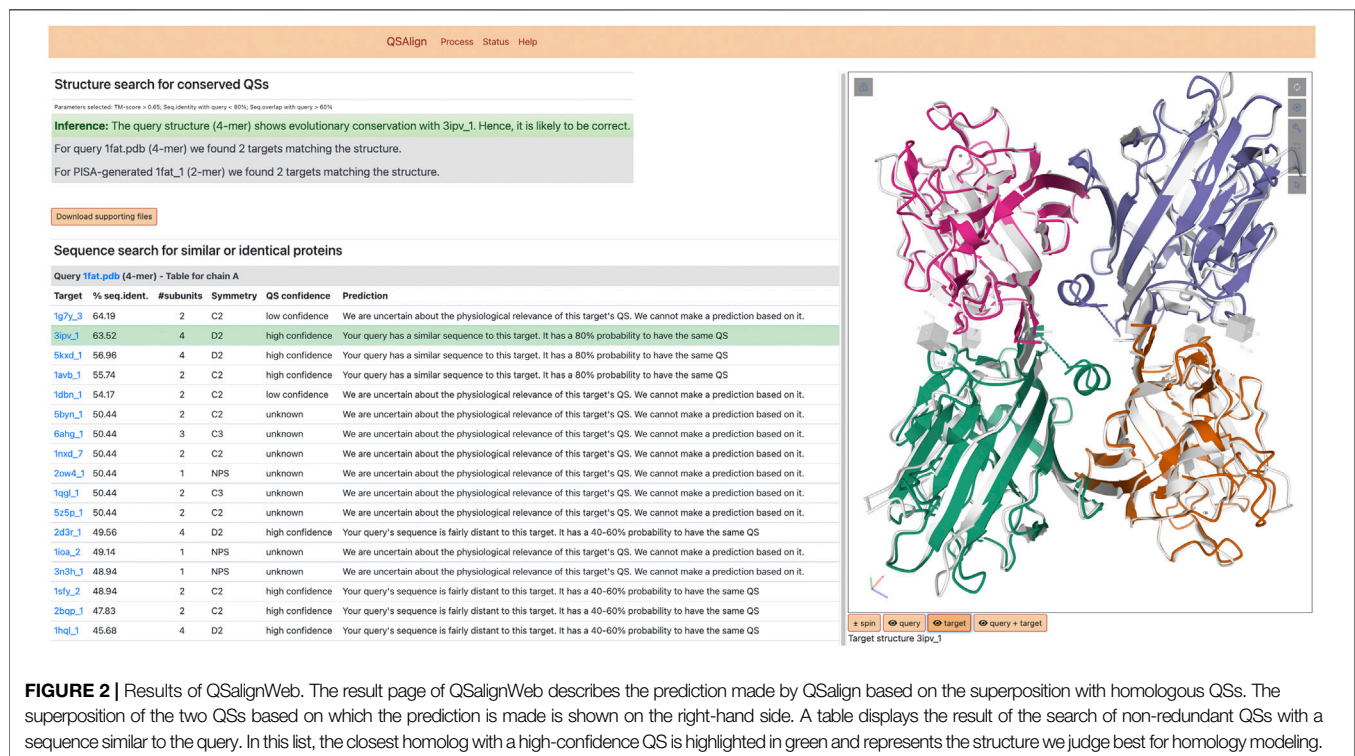 QSAlign Process Status Help
Structure search for conserved QSs
Parameters selected: TM-score > 0.65; Seq.identity with query < 80%; Seq.overlap with query > 60%
Inference: The query structure (4-mer) shows evolutionary conservation with 3ipv_1. Hence, it is likely to be correct.
For query 1fat.pdb (4-mer) we found 2 targets matching the structure.
For PISA-generated 1fat_1 (2-mer) we found 2 targets matching the structure.
Download supporting files
Sequence search for similar or identical proteins
Query 1fat.pdb (4-mer) - Table for chain A
Target % seq.ident. #subunits Symmetry QS confidence Prediction
1g7y_3 64.19 2 C2 low confidence We are uncertain about the physiological relevance of this target's QS. We cannot make a prediction based on it.
3ipv_1 63.52 4 D2 high confidence Your query has a similar sequence to this target. It has a 80% probability to have the same QS
5kxd_1 56.96 4 D2 high confidence Your query has a similar sequence to this target. It has a 80% probability to have the same QS
1avb_1 55.74 2 C2 high confidence Your query has a similar sequence to this target. It has a 80% probability to have the same QS
1dbn_1 54.17 2 C2 low confidence We are uncertain about the physiological relevance of this target's QS. We cannot make a prediction based on it.
5byn_1 50.44 2 C2 unknown We are uncertain about the physiological relevance of this target's QS. We cannot make a prediction based on it.
6ahg_1 50.44 3 C3 unknown We are uncertain about the physiological relevance of this target's QS. We cannot make a prediction based on it.
1nxd_7 50.44 2 C2 unknown We are uncertain about the physiological relevance of this target's QS. We cannot make a prediction based on it.
2ow4_1 50.44 1 NPS unknown We are uncertain about the physiological relevance of this target's QS. We cannot make a prediction based on it.
1qgl_1 50.44 2 C3 unknown We are uncertain about the physiological relevance of this target's QS. We cannot make a prediction based on it.
5z5p_1 50.44 2 C2 unknown We are uncertain about the physiological relevance of this target's QS. We cannot make a prediction based on it.
2d3r_1 49.56 4 D2 high confidence Your query's sequence is fairly distant to this target. It has a 40-60% probability to have the same QS
1ioa_2 49.14 1 NPS unknown We are uncertain about the physiological relevance of this target's QS. We cannot make a prediction based on it.
3n3h_1 48.94 1 NPS unknown We are uncertain about the physiological relevance of this target's QS. We cannot make a prediction based on it.
1sfy_2 48.94 2 C2 high confidence Your query's sequence is fairly distant to this target. It has a 40-60% probability to have the same QS
2bqp_1 47.83 2 C2 high confidence Your query's sequence is fairly distant to this target. It has a 40-60% probability to have the same QS
1hql_1 45.68 4 D2 high confidence Your query's sequence is fairly distant to this target. It has a 40-60% probability to have the same QS
± spin query target query + target
Target structure 3ipv_1
FIGURE 2 | Results of QSalignWeb. The result page of QSalignWeb describes the prediction made by QSalign based on the superposition with homologous QSs. The
superposition of the two QSs based on which the prediction is made is shown on the right-hand side. A table displays the result of the search of non-redundant QSs with a
sequence similar to the query. In this list, the closest homolog with a high-confidence QS is highlighted in green and represents the structure we judge best for homology modeling.